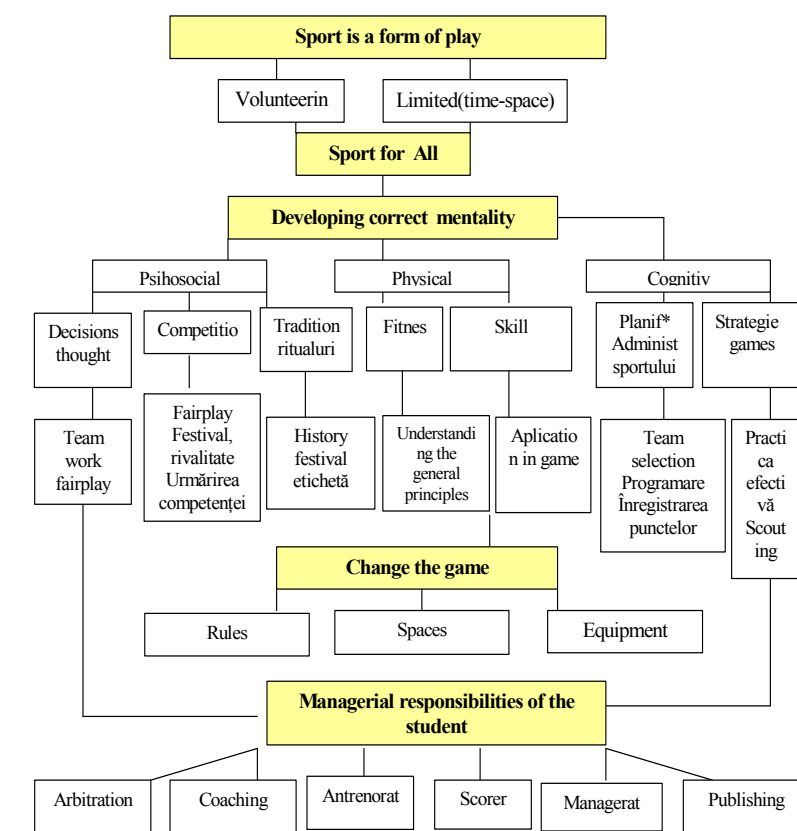 Sport is a form of play
Volunteerin
Limited(time-space)
Sport for All
Developing correct mentality
Psihosocial
Physical
Cognitiv
Decisions
thought
Competitio
Tradition
ritualuri
Fitnes
Skill
Planif*
Administ
sportului
Strategie
games
Team
work
fairplay
Fairplay
Festival,
rivalitate
Urmărirea
competenței
History
festival
etichetă
Understandi
ng the
general
principles
Aplicatio
n in game
Team
selection
Programare
Înregistrarea
punctelor
Practi
ca
efecti
vă
Scout
ing
Change the game
Rules
Spaces
Equipment
Managerial responsibilities of the
student
Arbitration
Coaching
Antrenorat
Scorer
Managerat
Publishing